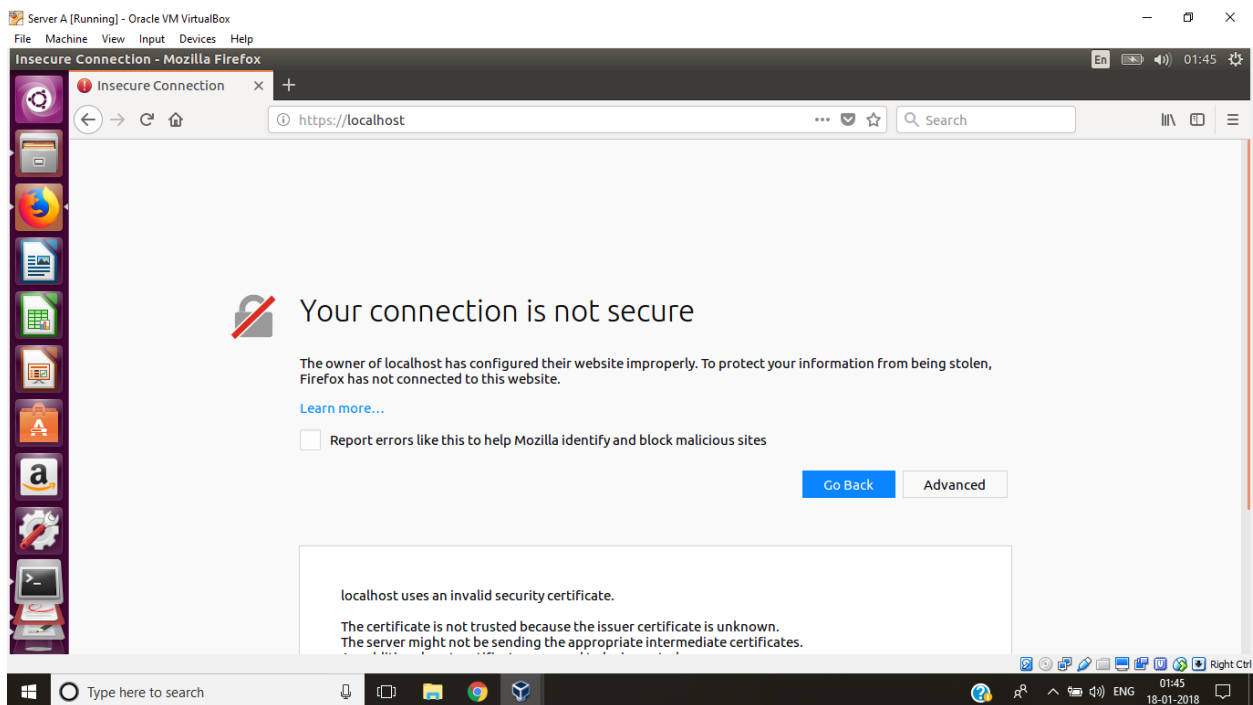 Server A [Running] - Oracle VM VirtualBox
File Machine View Input Devices Help
Insecure Connection - Mozilla Firefox
En
01:45
Insecure Connection
https://localhost
Search
Your connection is not secure
The owner of localhost has configured their website improperly. To protect your information from being stolen,
Firefox has not connected to this website.
Learn more…
Report errors like this to help Mozilla identify and block malicious sites
Go Back
Advanced
localhost uses an invalid security certificate.
The certificate is not trusted because the issuer certificate is unknown.
The server might not be sending the appropriate intermediate certificates.
Right Ctrl
Type here to search
ENG
01:45
18-01-2018